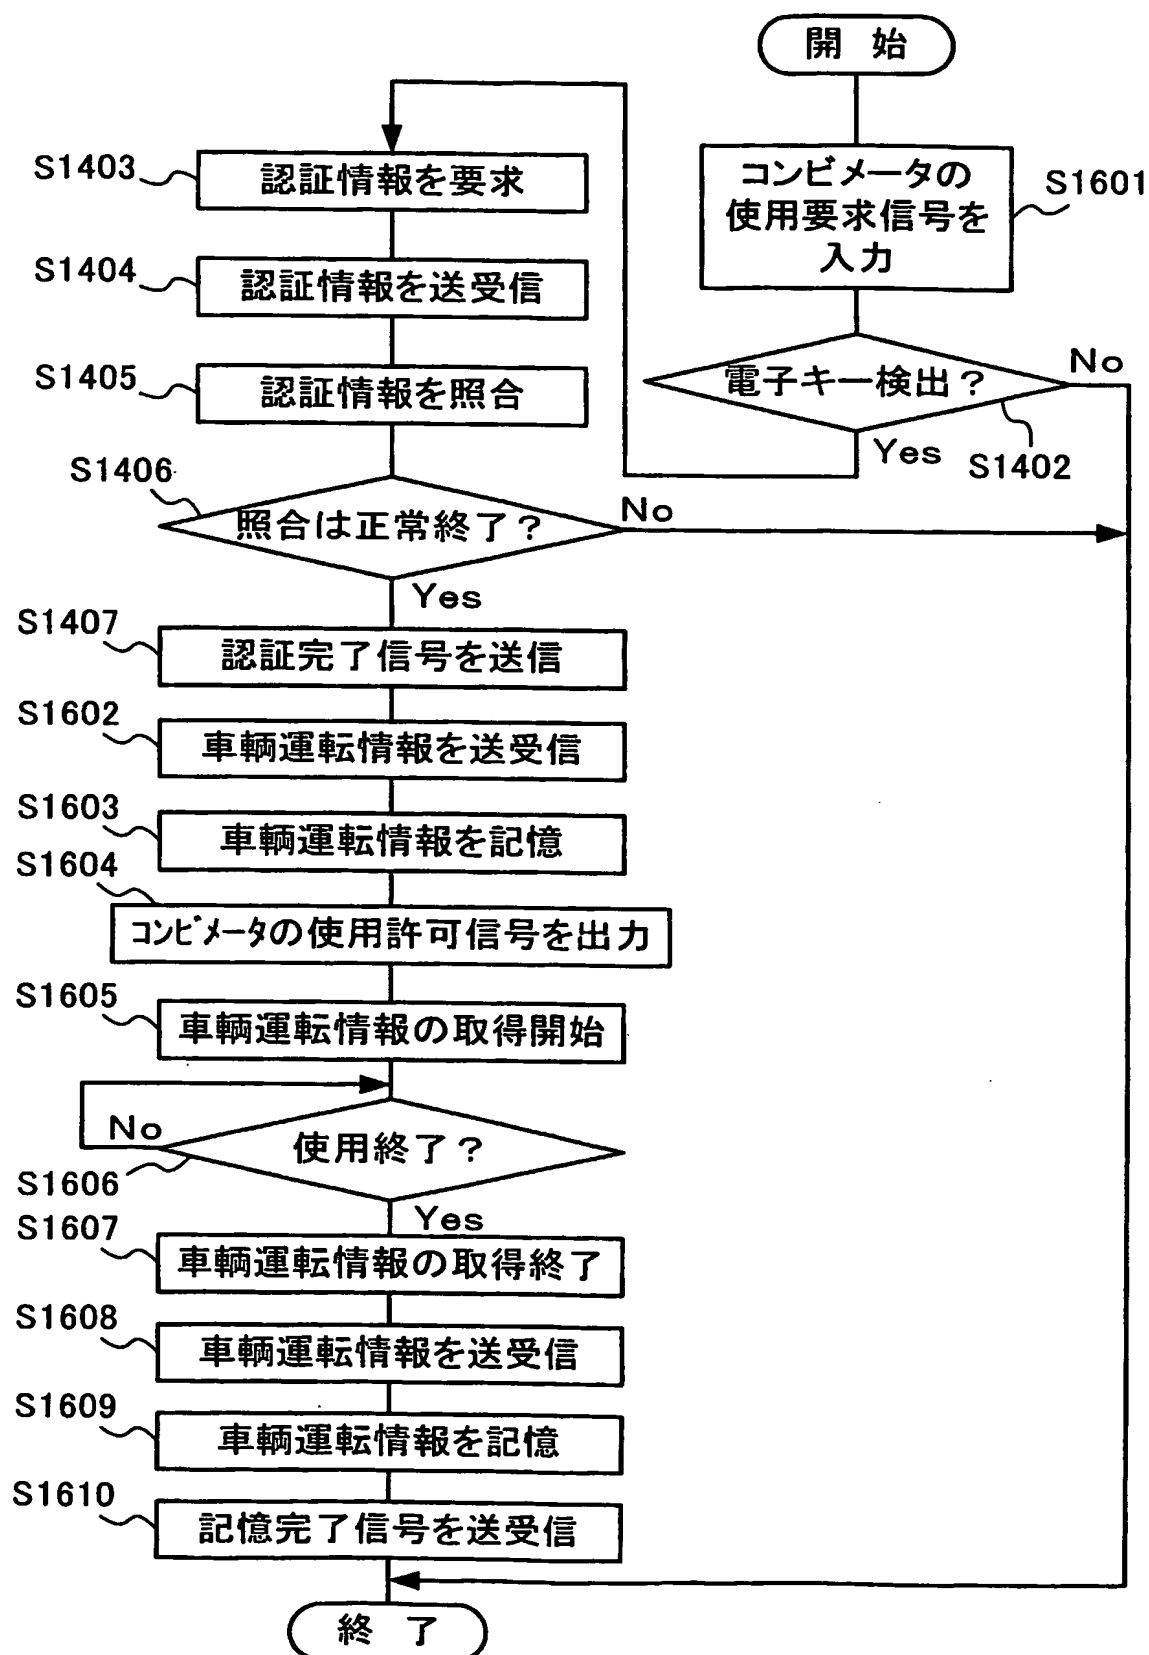 開 始
S1601
コンビメータの
使用要求信号を
入力
電子キー検出？
S1402
No
Yes
S1403
認証情報を要求
S1404
認証情報を送受信
S1405
認証情報を照合
S1406
照合は正常終了？
No
Yes
S1407
認証完了信号を送信
S1602
車輌運転情報を送受信
S1603
車輌運転情報を記憶
S1604
コンビメータの使用許可信号を出力
S1605
車輌運転情報の取得開始
No
使用終了？
S1606
Yes
S1607
車輌運転情報の取得終了
S1608
車輌運転情報を送受信
S1609
車輌運転情報を記憶
S1610
記憶完了信号を送受信
終 了